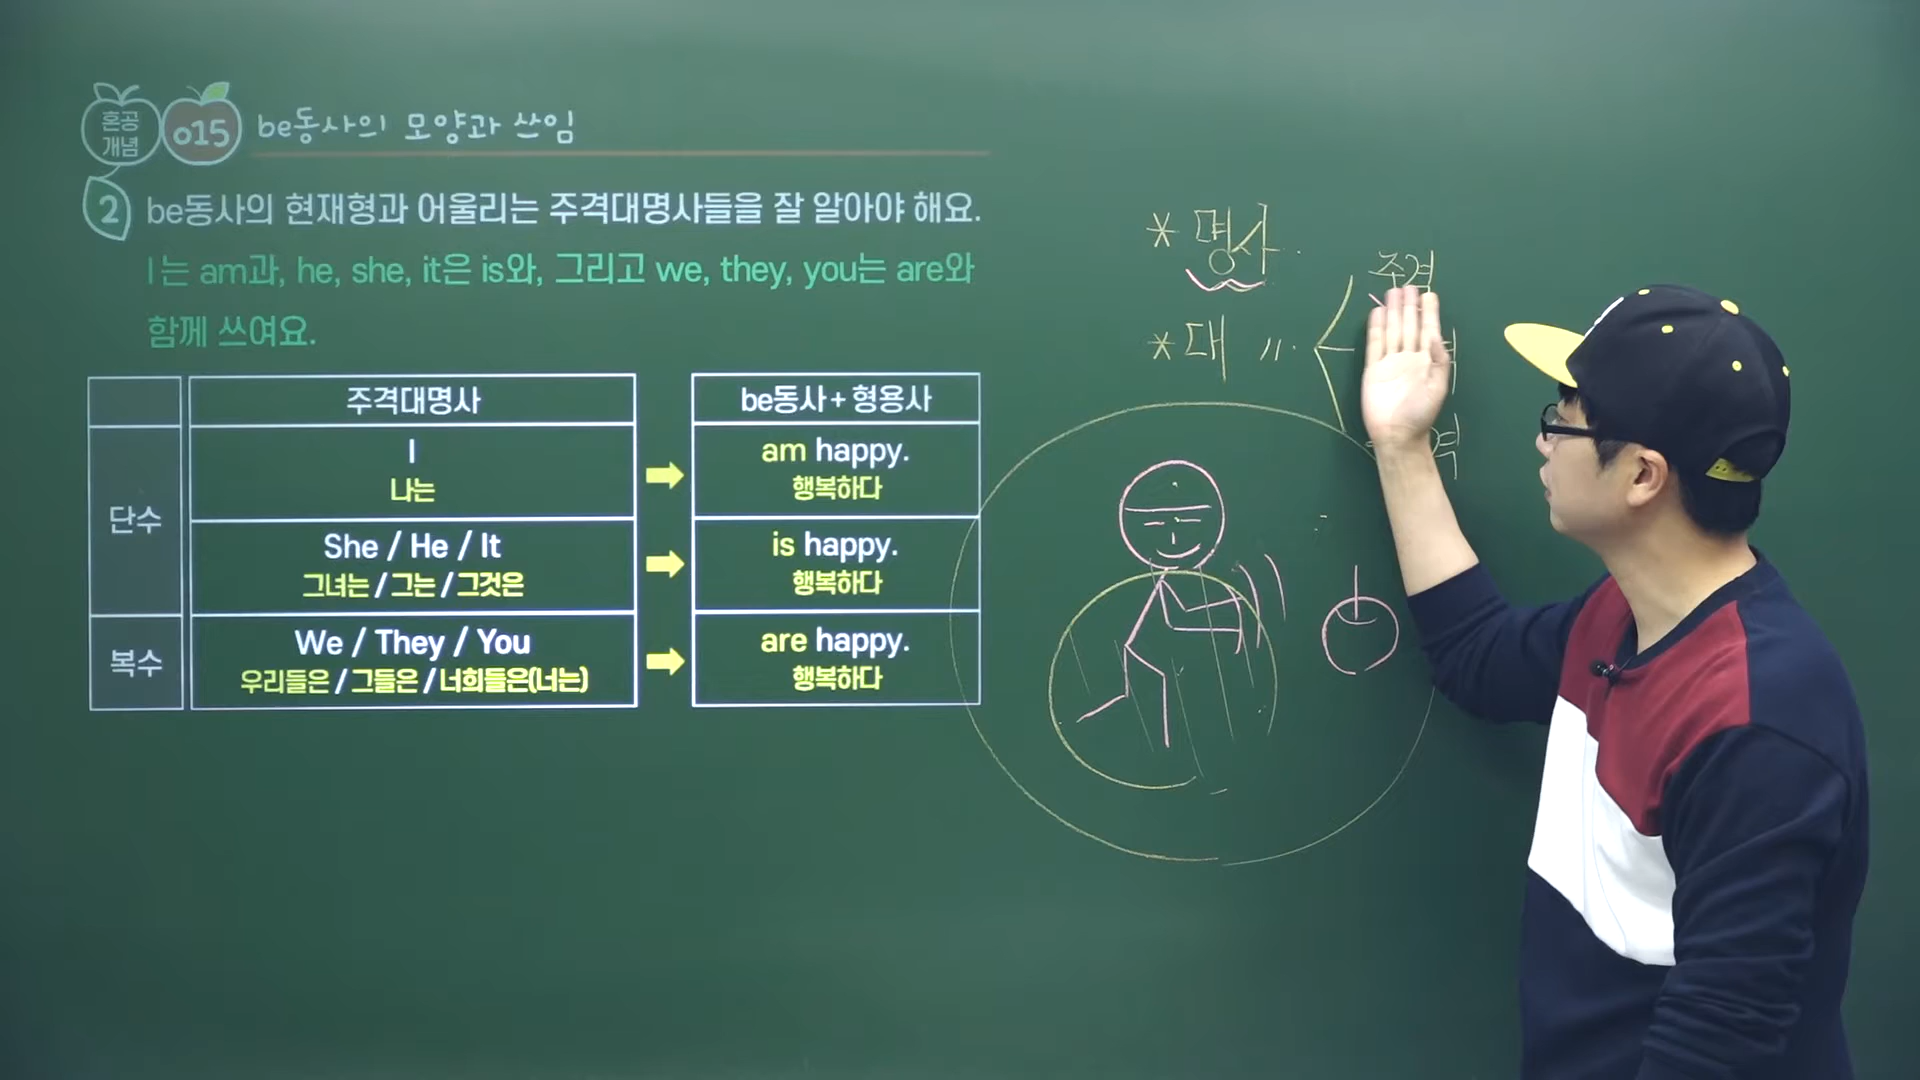 혼공
개념
015
be동사의 모양과 쓰임
2
be동사의 현재형과 어울리는 주격대명사들을 잘 알아야 해요.
I는 am과, he, she, it은 is와, 그리고 we, they, you는 are와
함께 쓰여요.
주격대명사
be동사 + 형용사
단수
I
나는
am happy.
행복하다
She / He / It
그녀는 / 그는 / 그것은
is happy.
행복하다
복수
We / They / You
우리들은 / 그들은 / 너희들은(너는)
are happy.
행복하다
* 명사
* 대 〃
주격